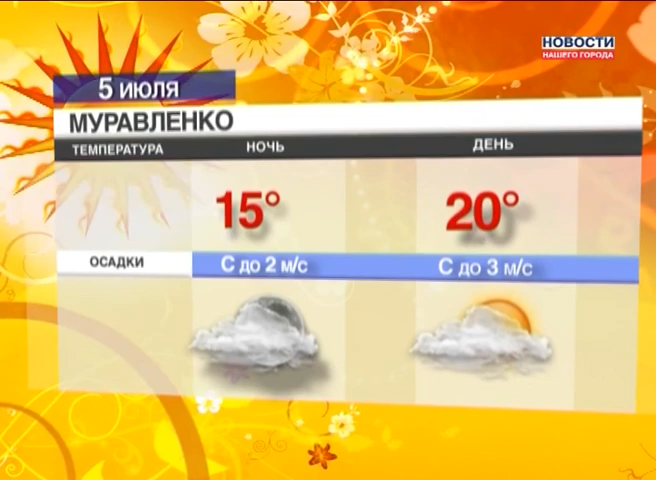 НОВОСТИ
НАШЕГО ГОРОДА
5 ИЮЛЯ
МУРАВЛЕНКО
ТЕМПЕРАТУРА НОЧЬ ДЕНЬ
15° 20°
ОСАДКИ С ДО 2 М/С С ДО 3 М/С